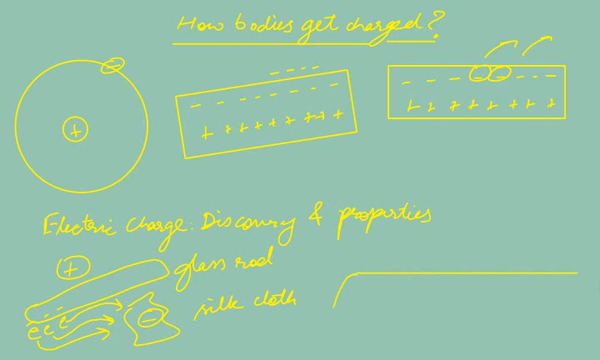 How bodies get charged?
+
- - - -
- - - - - - - -
+ + + + + + + + +
- - - - - - - - -
+ + + + + + + +
Electric charge: Discovery & properties
+
glass rod
silk cloth
- - -
e e e
-